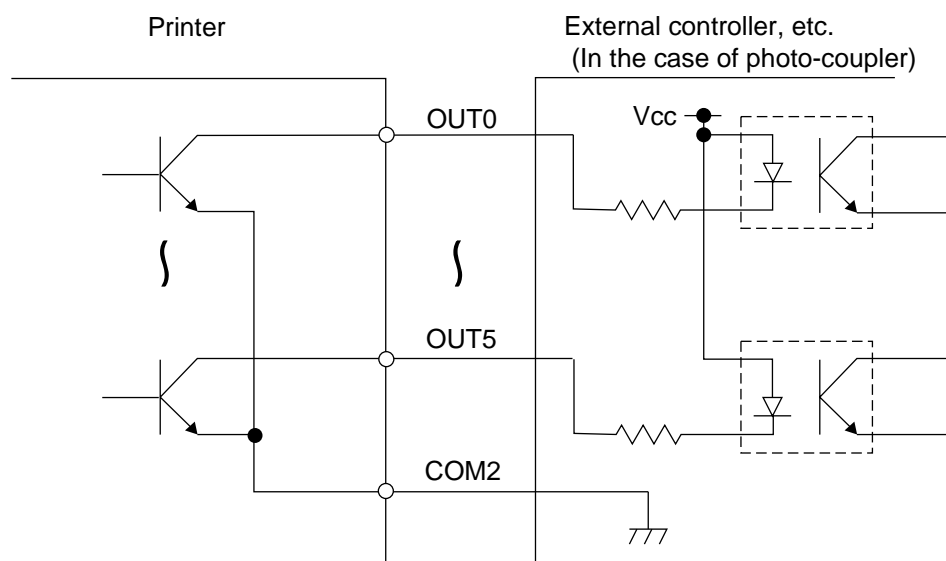 Printer
External controller, etc.
(In the case of photo-coupler)
OUT0
Vcc
OUT5
COM2